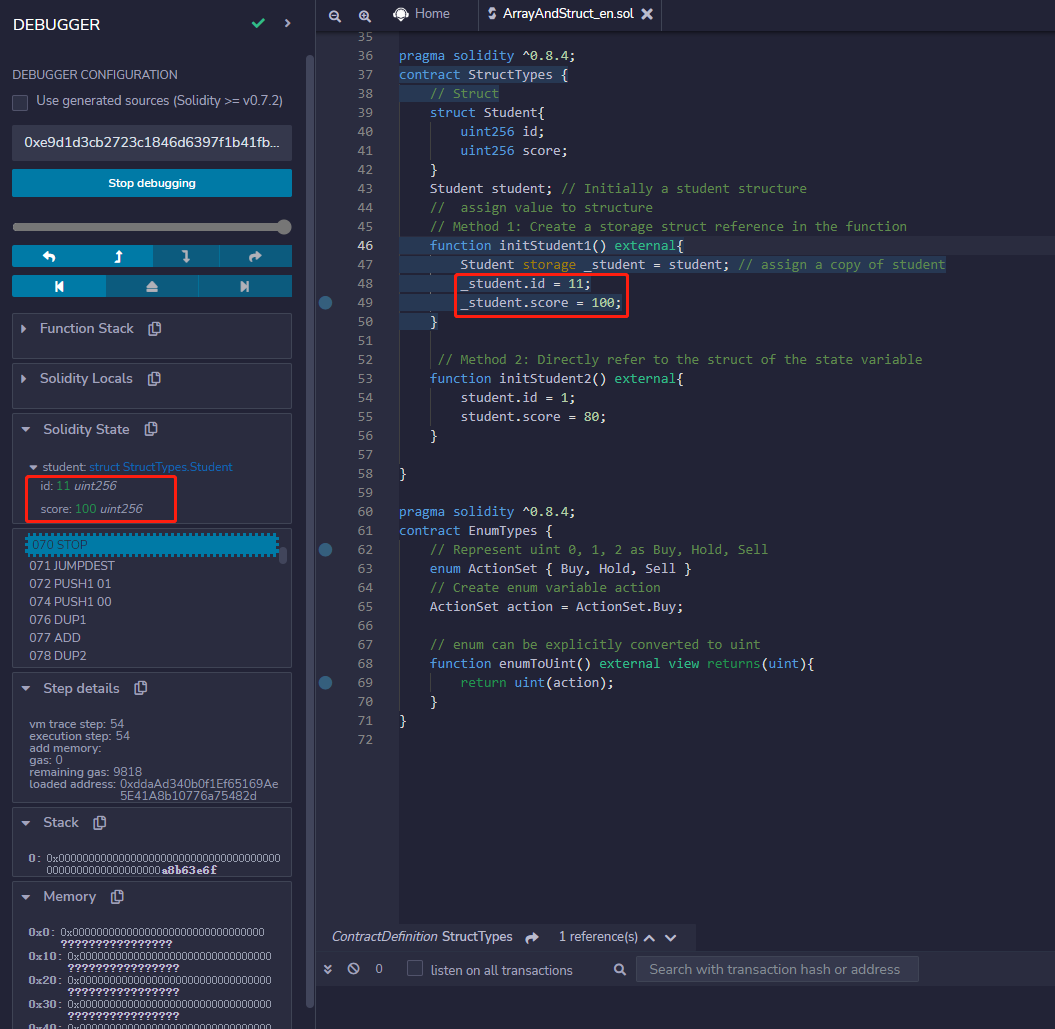 DEBUGGER
DEBUGGER CONFIGURATION
Use generated sources (Solidity >= v0.7.2)
0xe9d1d3cb2723c1846d6397f1b41fb...
Stop debugging
Function Stack
Solidity Locals
Solidity State
student: struct StructTypes.Student
id: 11 uint256
score: 100 uint256
070 STOP
071 JUMPDEST
072 PUSH1 01
074 PUSH1 00
076 DUP1
077 ADD
078 DUP2
Step details
vm trace step: 54
execution step: 54
add memory:
gas: 0
remaining gas: 9818
loaded address: 0xddaAd340b0f1Ef65169Ae
5E41A8b10776a75482d
Stack
0: 0x00000000000000000000000000000000000000
000000000000000000a8b63e6f
Memory
0x0: 0x00000000000000000000000000000000
????????????????
0x10: 0x00000000000000000000000000000000
????????????????
0x20: 0x00000000000000000000000000000000
????????????????
0x30: 0x00000000000000000000000000000000
????????????????
0x40: 0x00000000000000000000000000000000
Home
ArrayAndStruct_en.sol
35
36 pragma solidity ^0.8.4;
37 contract StructTypes {
38 // Struct
39 struct Student{
40 uint256 id;
41 uint256 score;
42 }
43 Student student; // Initially a student structure
44 //  assign value to structure
45 // Method 1: Create a storage struct reference in the function
46 function initStudent1() external{
47 Student storage _student = student; // assign a copy of student
48 _student.id = 11;
49 _student.score = 100;
50 }
51
52 // Method 2: Directly refer to the struct of the state variable
53 function initStudent2() external{
54 student.id = 1;
55 student.score = 80;
56 }
57
58 }
59
60 pragma solidity ^0.8.4;
61 contract EnumTypes {
62 // Represent uint 0, 1, 2 as Buy, Hold, Sell
63 enum ActionSet { Buy, Hold, Sell }
64 // Create enum variable action
65 ActionSet action = ActionSet.Buy;
66
67 // enum can be explicitly converted to uint
68 function enumToUint() external view returns(uint){
69 return uint(action);
70 }
71 }
72
ContractDefinition StructTypes 1 reference(s)
0 listen on all transactions Search with transaction hash or address